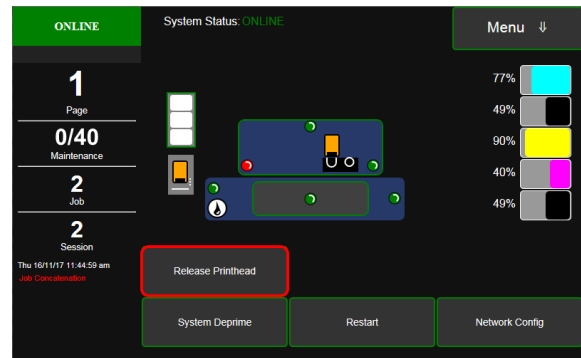 ONLINE
System Status: ONLINE
Menu ⇓
1
Page
0/40
Maintenance
2
Job
2
Session
Thu 16/11/17 11:44:59 am
Job Concatenation
77%
49%
90%
40%
49%
Release Printhead
System Deprime
Restart
Network Config